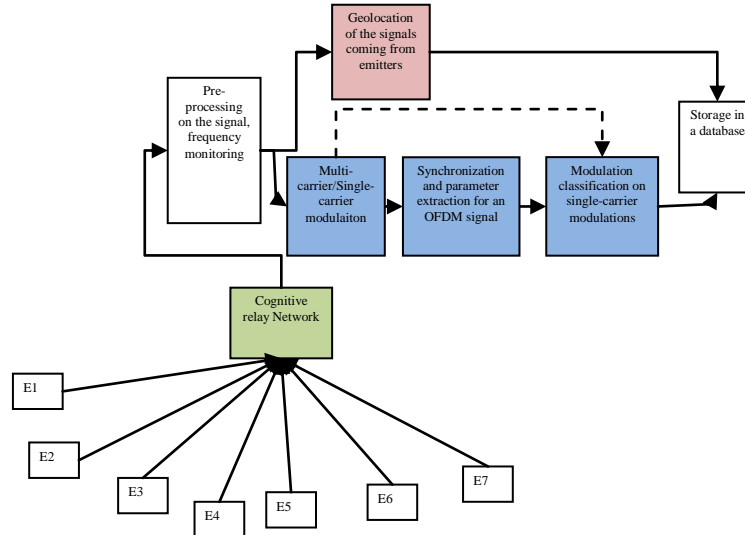 Geolocation
of the signals
coming from
emitters
Pre-
processing
on the signal,
frequency
monitoring
Storage in
a database
Multi-
carrier/Single-
carrier
modulaiton
Synchronization
and parameter
extraction for an
OFDM signal
Modulation
classification on
single-carrier
modulations
Cognitive
relay Network
E1
E2
E3
E4
E5
E6
E7